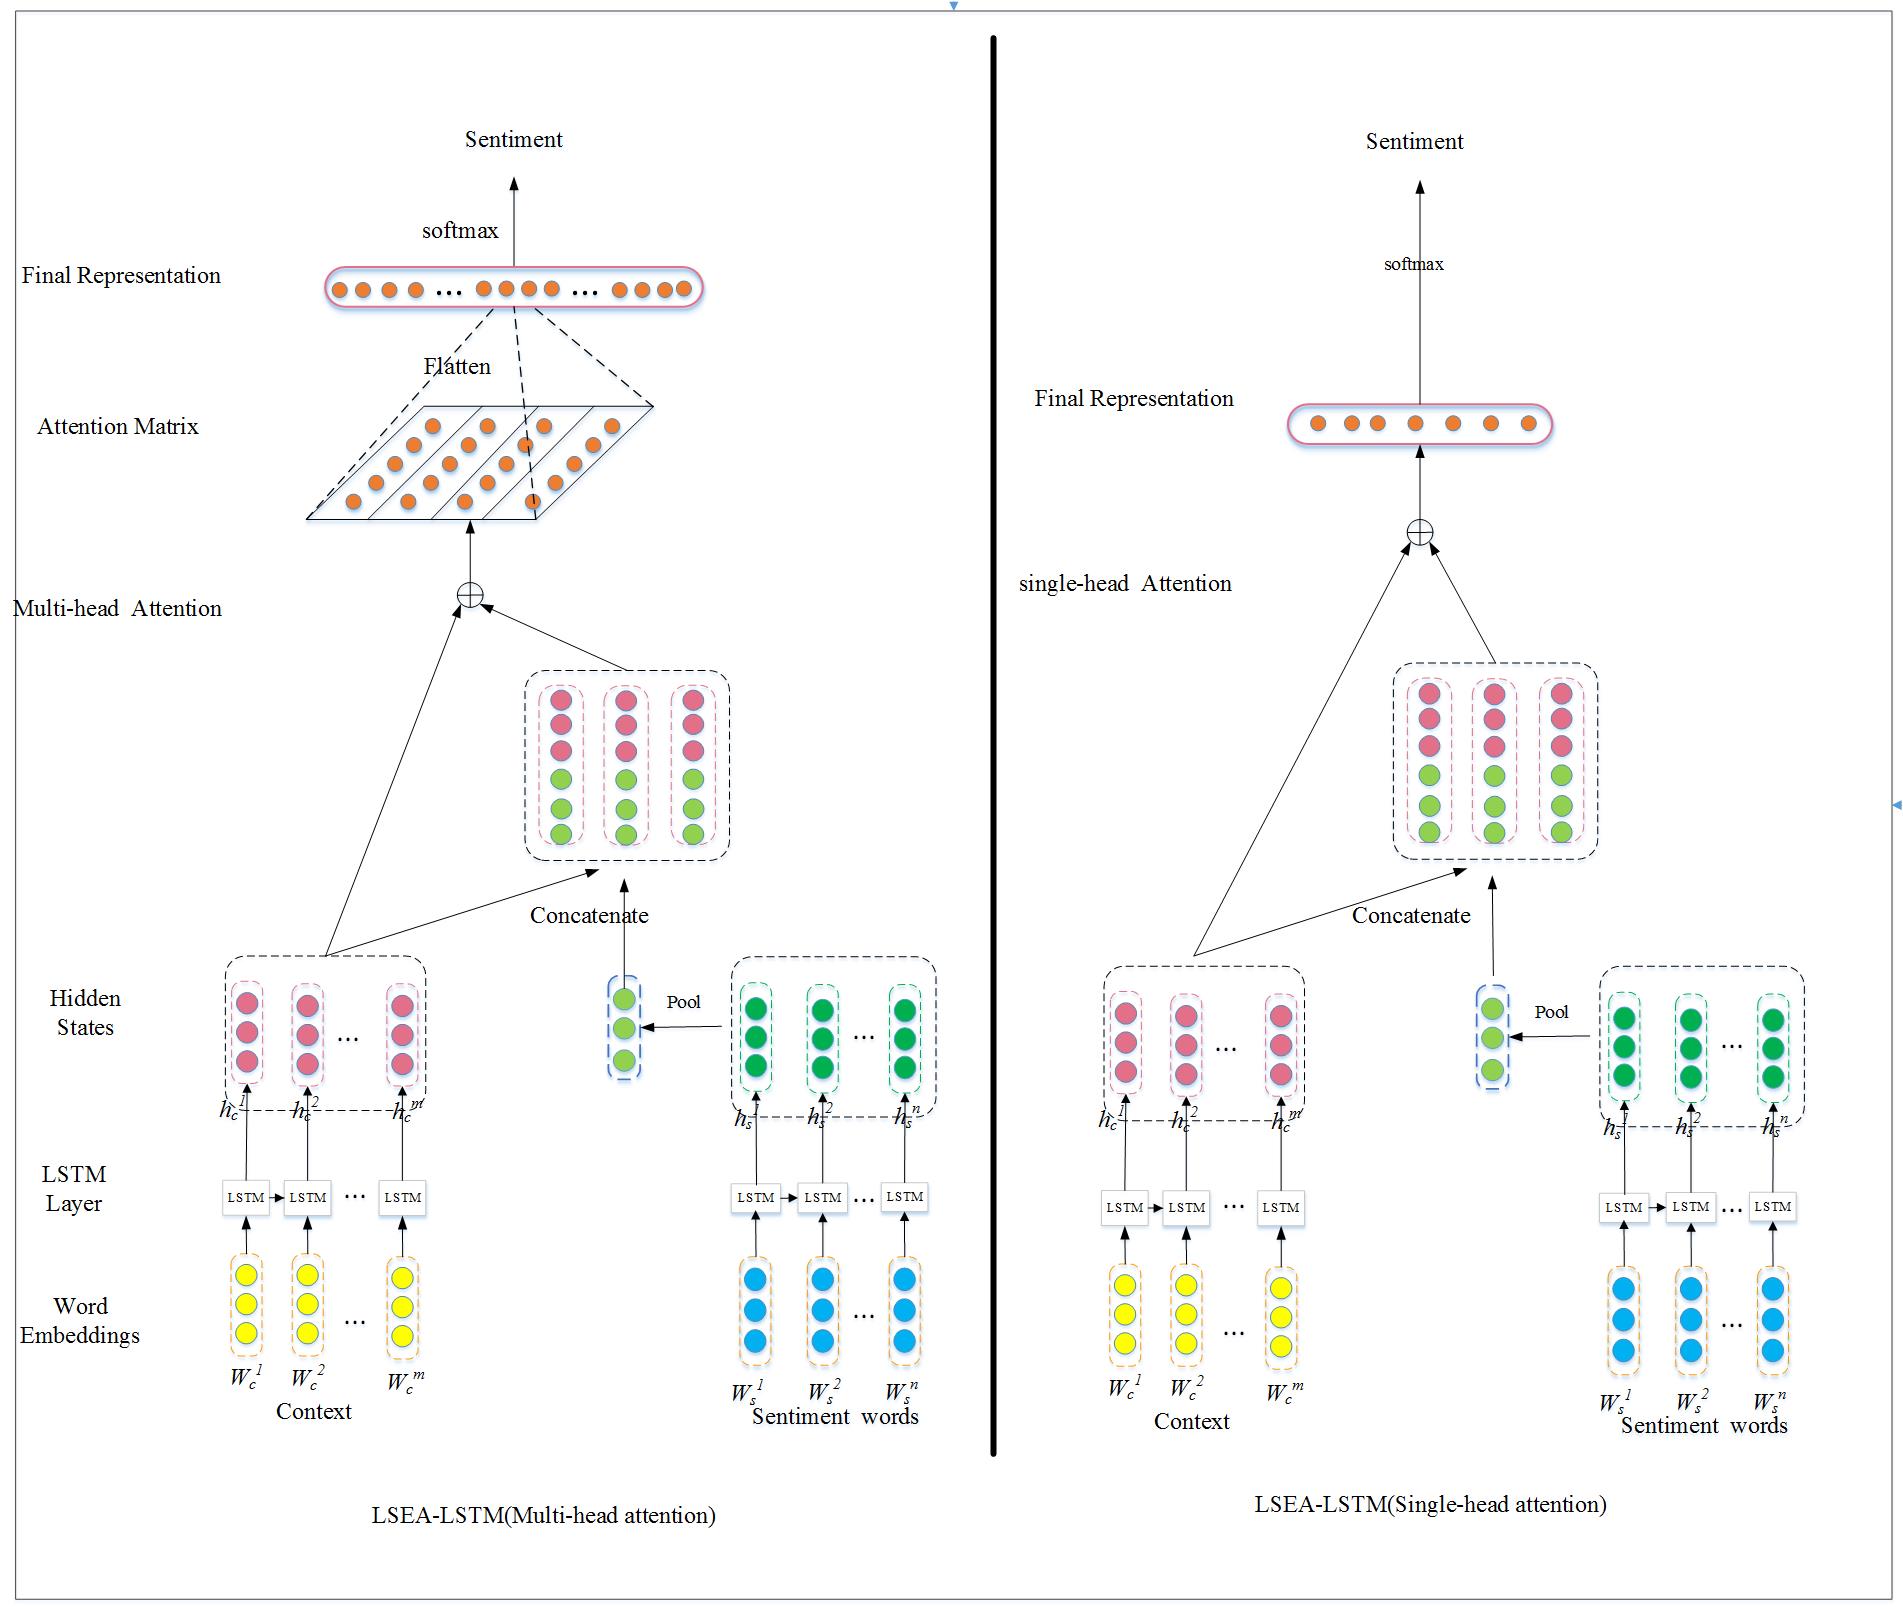 Sentiment
softmax
Final Representation
... ...
Flatten
Attention Matrix
Multi-head Attention
Concatenate
Hidden
States
Pool
... ...
h_c^1 h_c^2 h_c^m h_s^1 h_s^2 h_s^n
LSTM
Layer
LSTM LSTM ... LSTM LSTM LSTM ... LSTM
Word
Embeddings
... ...
W_c^1 W_c^2 W_c^m W_s^1 W_s^2 W_s^n
Context Sentiment words
LSEA-LSTM(Multi-head attention)
Sentiment
softmax
Final Representation
single-head Attention
Concatenate
Pool
... ...
h_c^1 h_c^2 h_c^m h_s^1 h_s^2 h_s^n
LSTM LSTM ... LSTM LSTM LSTM ... LSTM
... ...
W_c^1 W_c^2 W_c^m W_s^1 W_s^2 W_s^n
Context Sentiment words
LSEA-LSTM(Single-head attention)